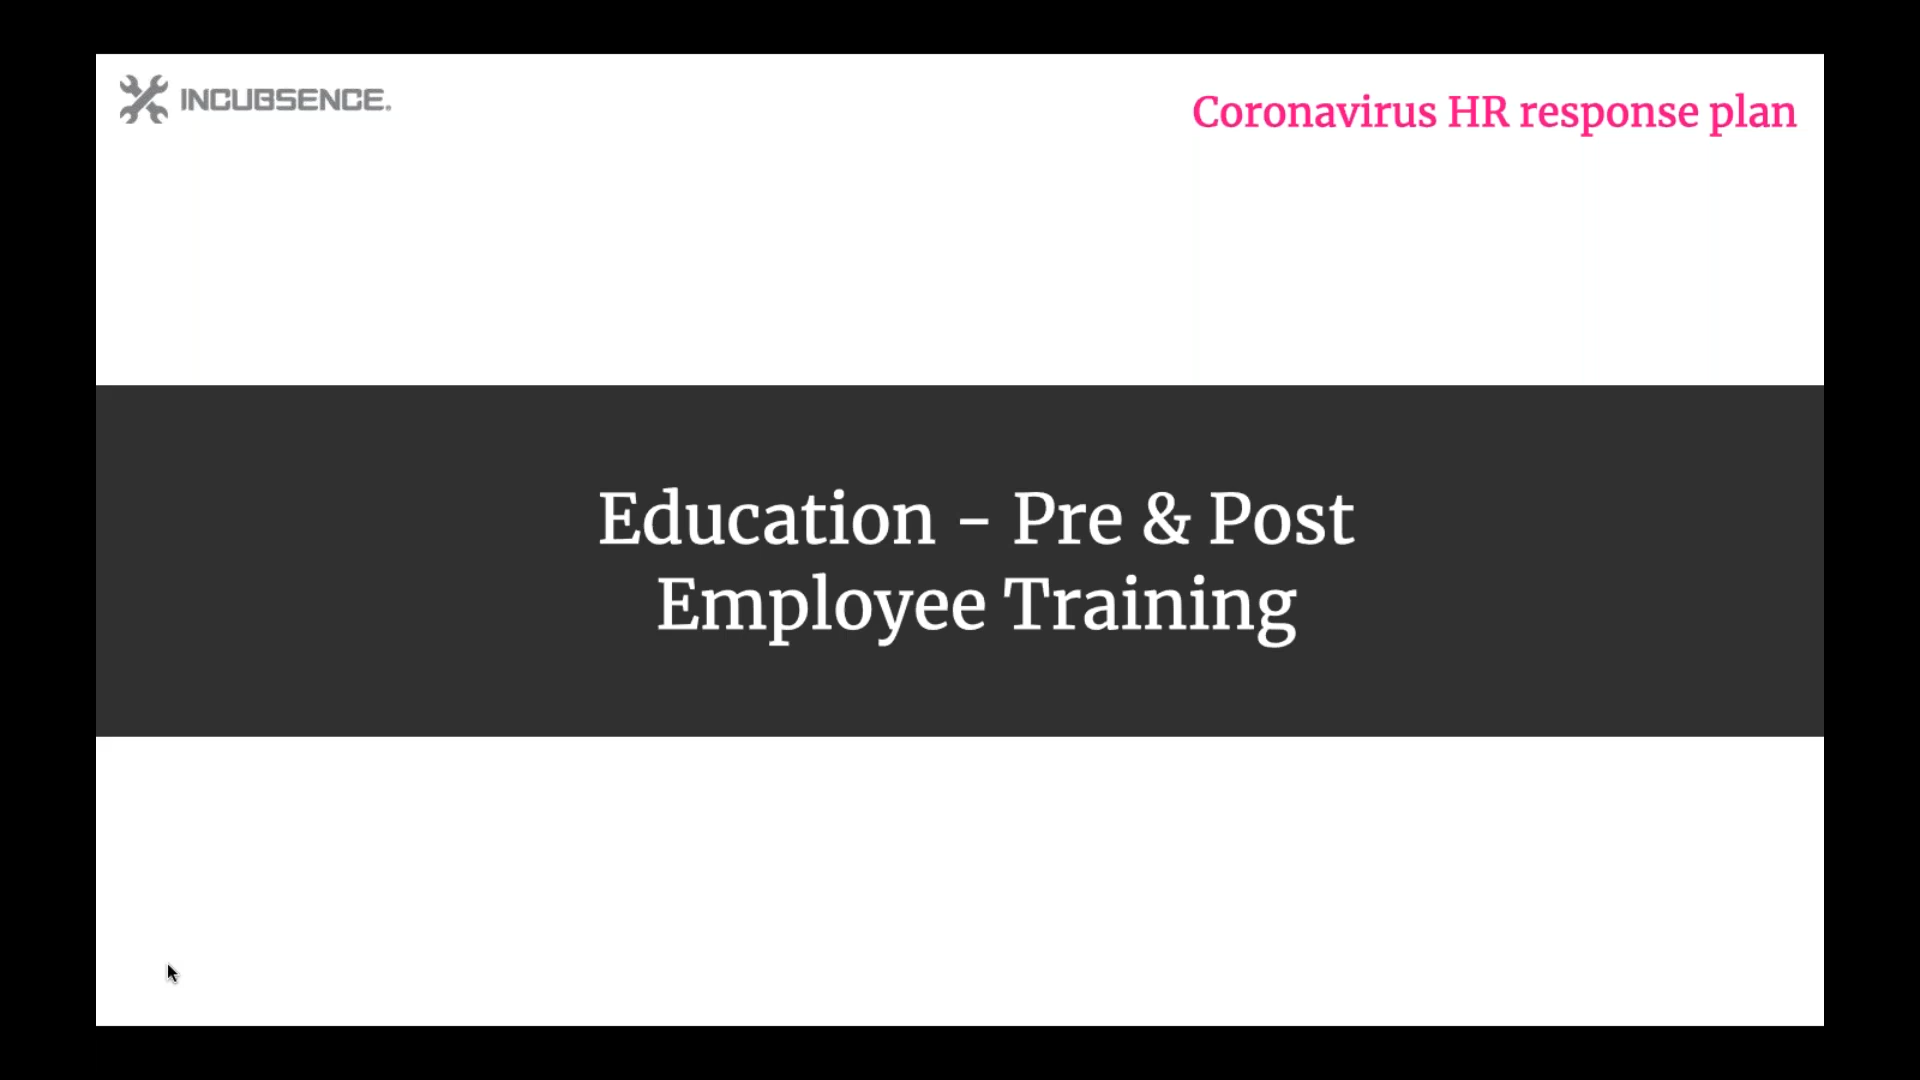 INCUBSENCE.
Coronavirus HR response plan
Education - Pre & Post
Employee Training